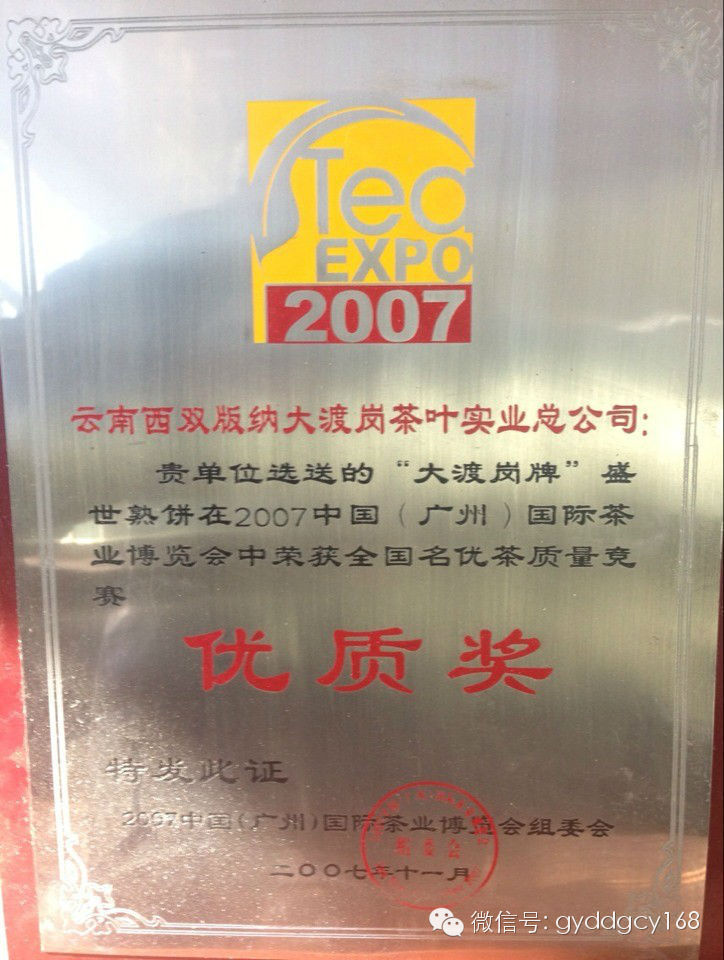 Tea
EXPO
2007
云南西双版纳大渡岗茶叶实业总公司:
贵单位选送的“大渡岗牌”盛
世熟饼在2007中国(广州)国际茶
业博览会中荣获全国名优茶质量竞
赛
优质奖
特发此证
2007中国(广州)国际茶业博览会组委会
组委会
二〇〇七年十一月
微信号: gyddgcy168